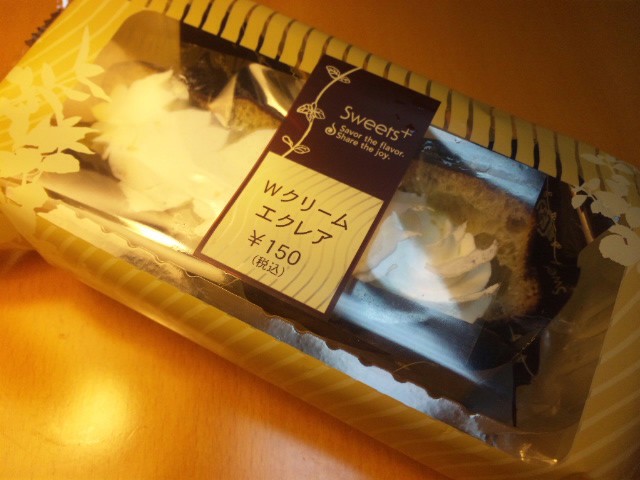 Sweets+
Savor the flavor.
Share the joy.
Wクリーム
エクレア
￥150
(税込)